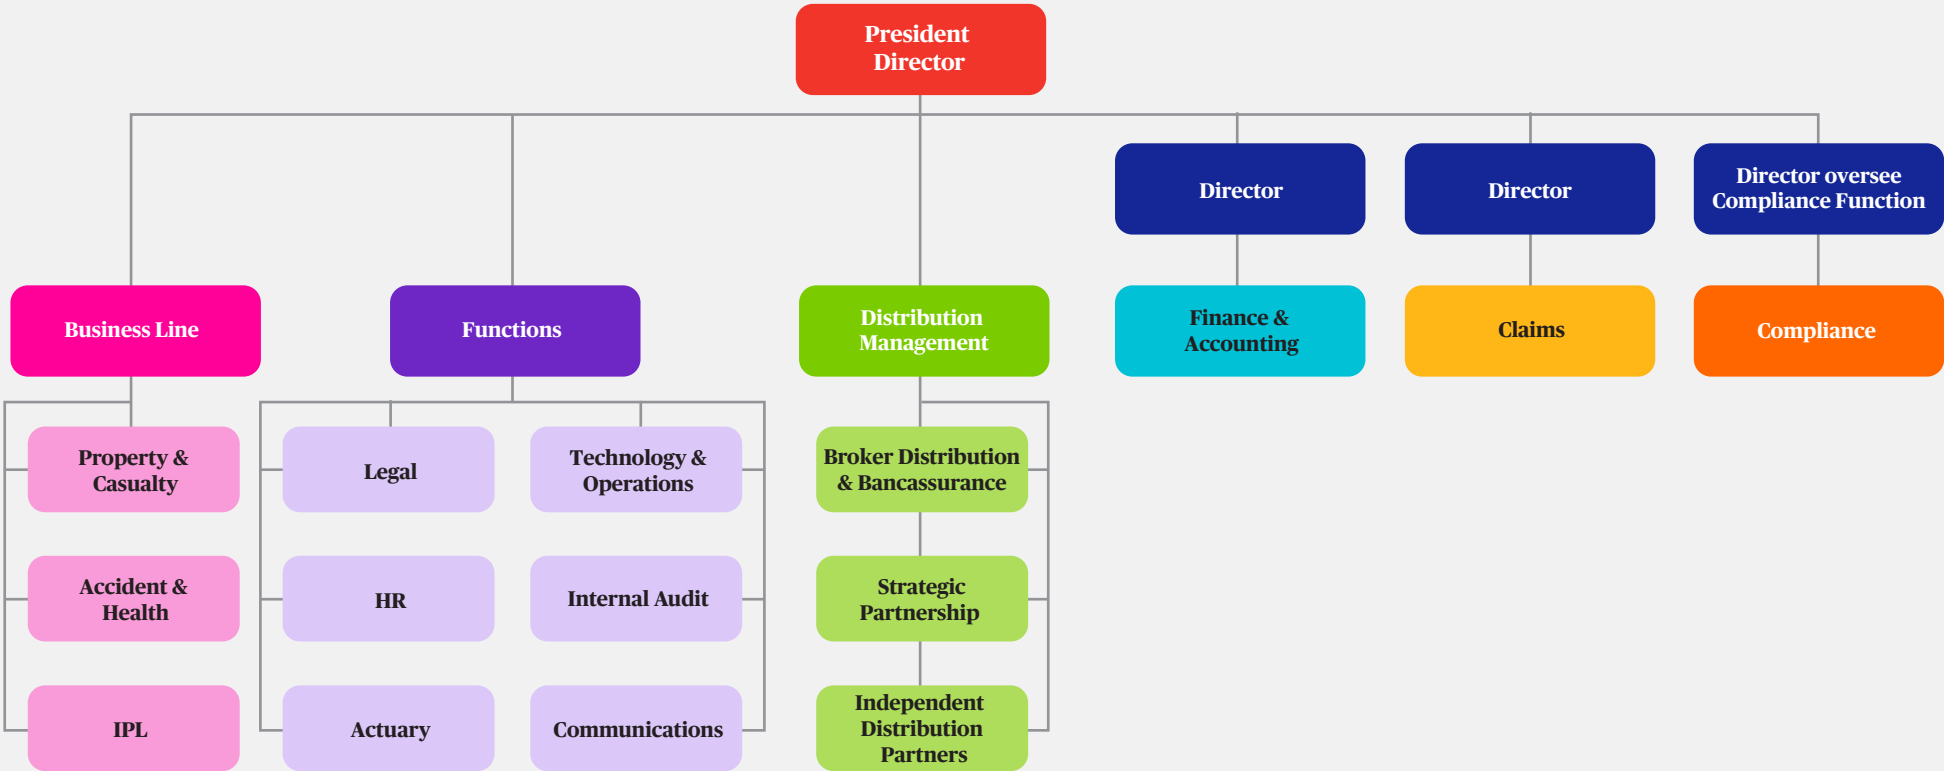 President
Director
Director
Director
Director oversee
Compliance Function
Business Line
Functions
Distribution
Management
Finance &
Accounting
Claims
Compliance
Property &
Casualty
Legal
Technology &
Operations
Broker Distribution
& Bancassurance
Accident &
Health
HR
Internal Audit
Strategic
Partnership
IPL
Actuary
Communications
Independent
Distribution
Partners